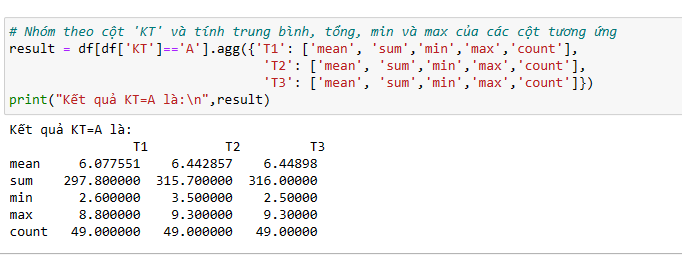 # Nhóm theo cột 'KT' và tính trung bình, tổng, min và max của các cột tương ứng
result = df[df['KT']=='A'].agg({'T1': ['mean', 'sum','min','max','count'],
'T2': ['mean', 'sum','min','max','count'],
'T3': ['mean', 'sum','min','max','count']})
print("Kết quả KT=A là:\n",result)
Kết quả KT=A là:
T1 T2 T3
mean 6.077551 6.442857 6.44898
sum 297.800000 315.700000 316.00000
min 2.600000 3.500000 2.50000
max 8.800000 9.300000 9.30000
count 49.000000 49.000000 49.00000